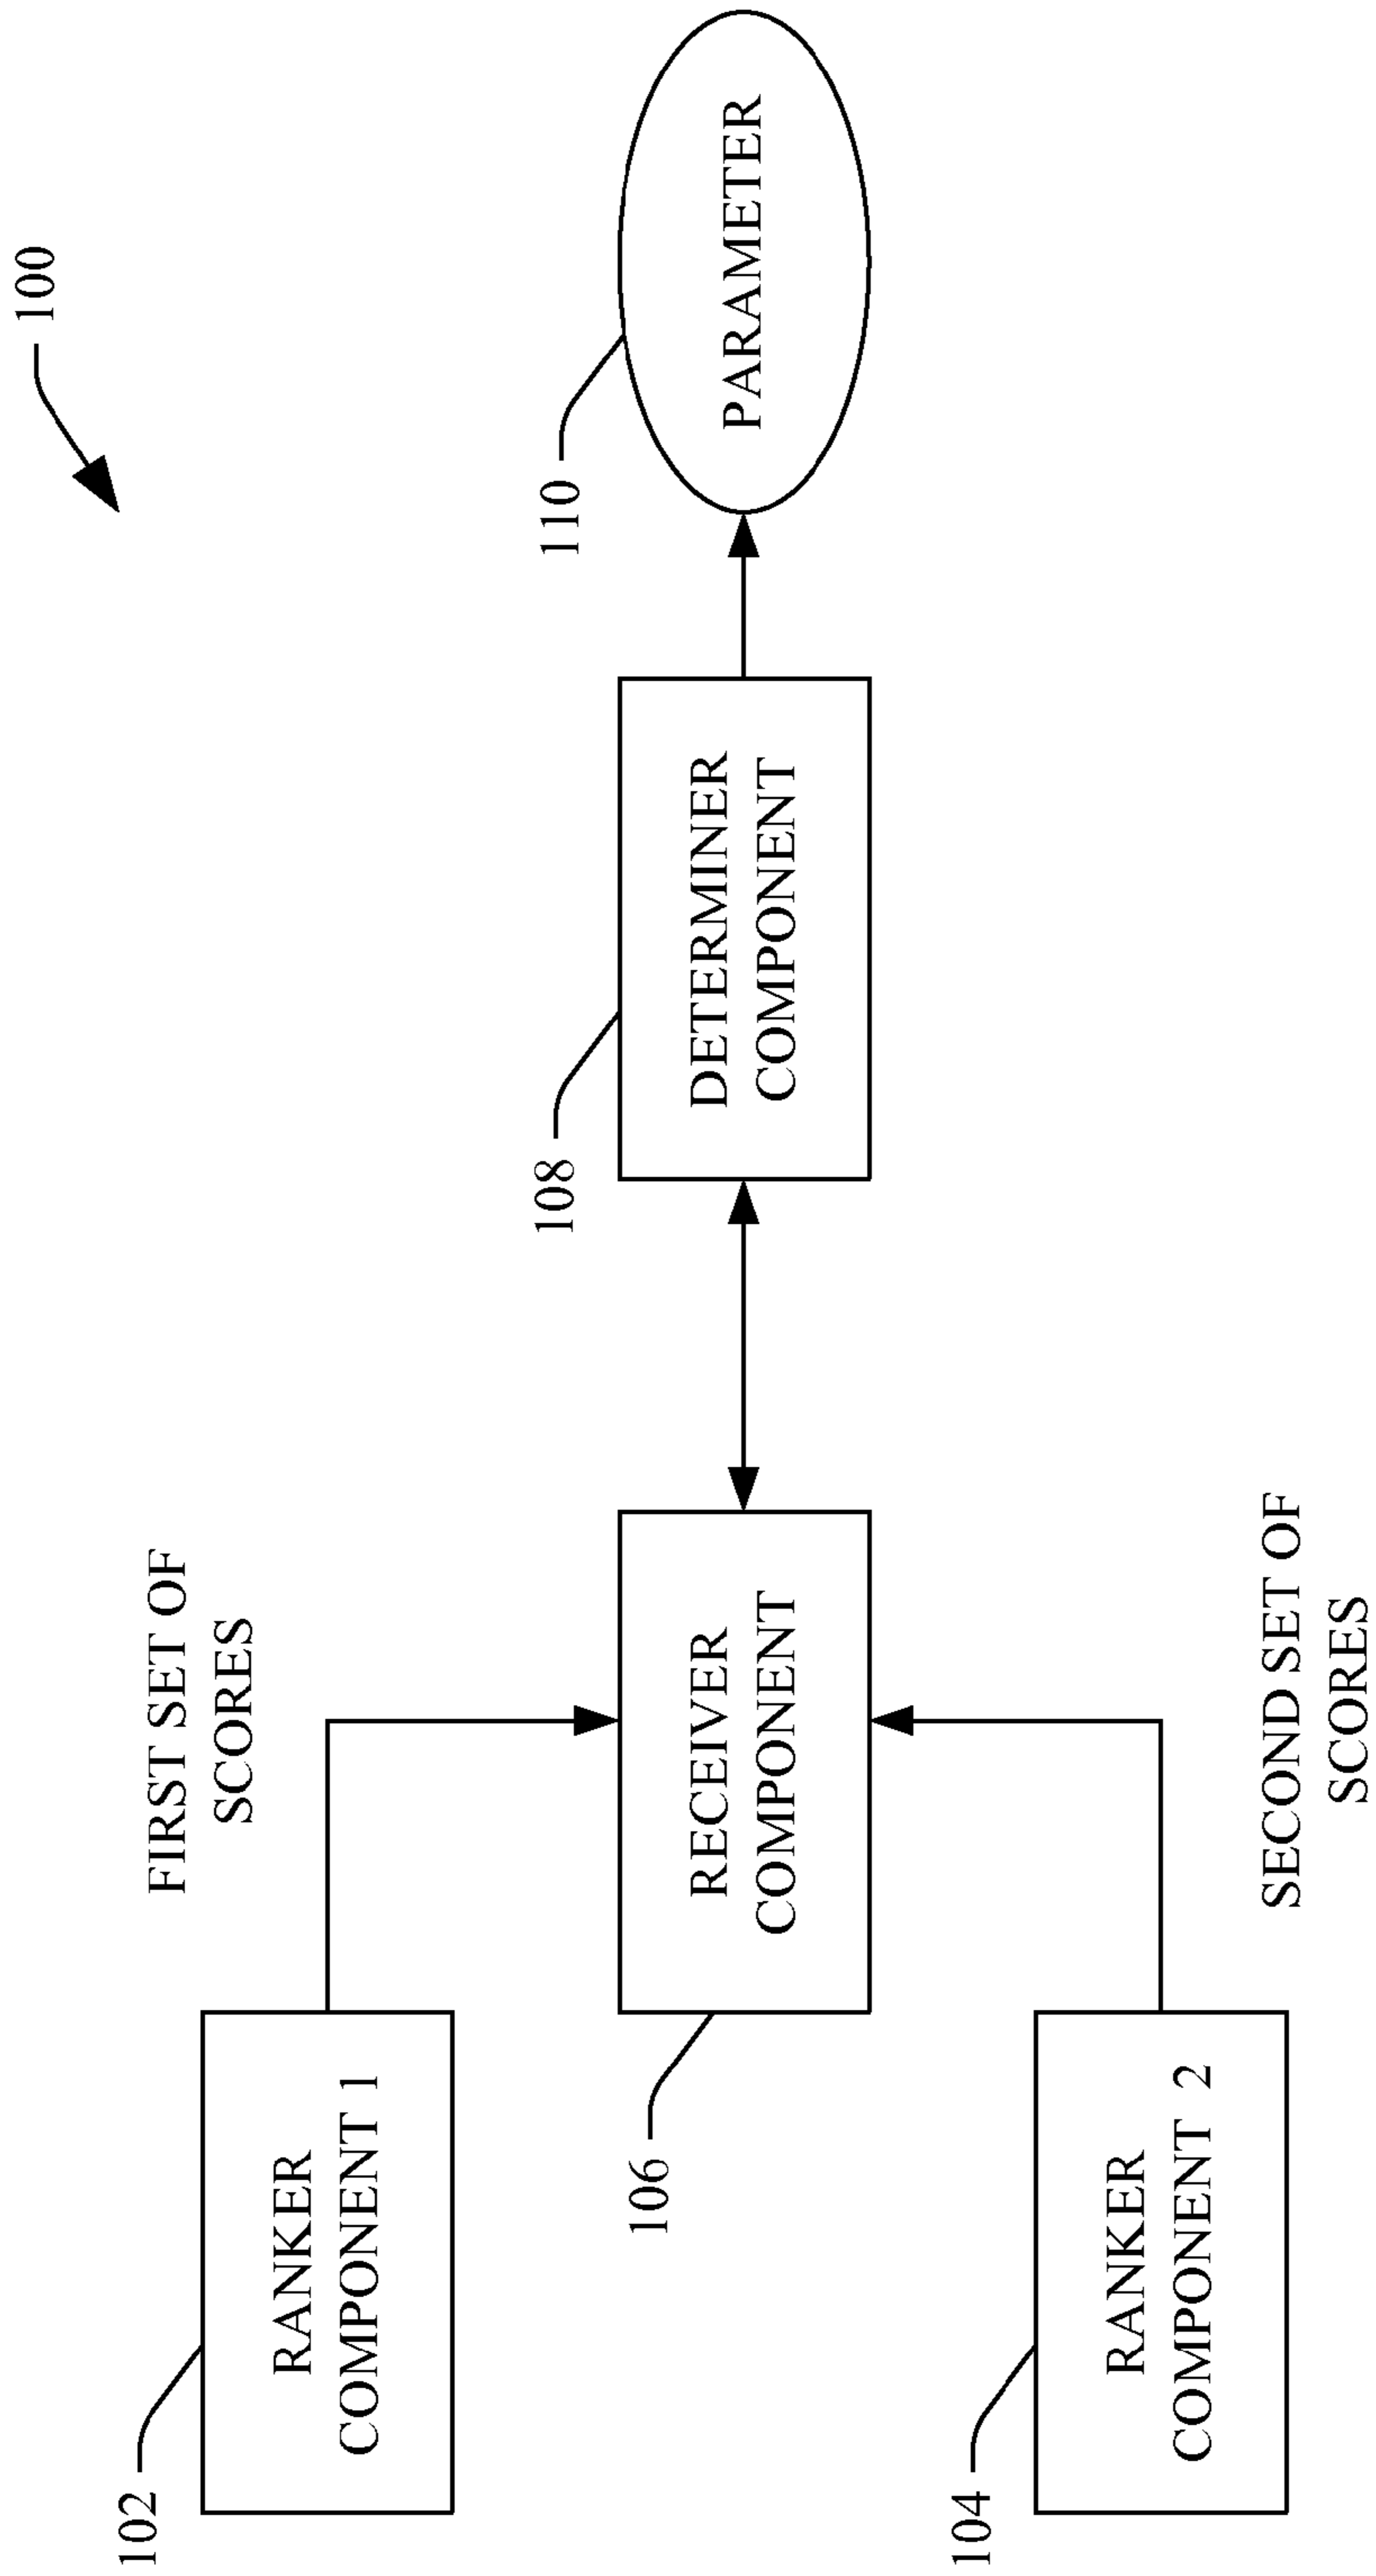 100
102
RANKER
COMPONENT 1
FIRST SET OF
SCORES
106
RECEIVER
COMPONENT
108
DETERMINER
COMPONENT
110
PARAMETER
104
RANKER
COMPONENT 2
SECOND SET OF
SCORES